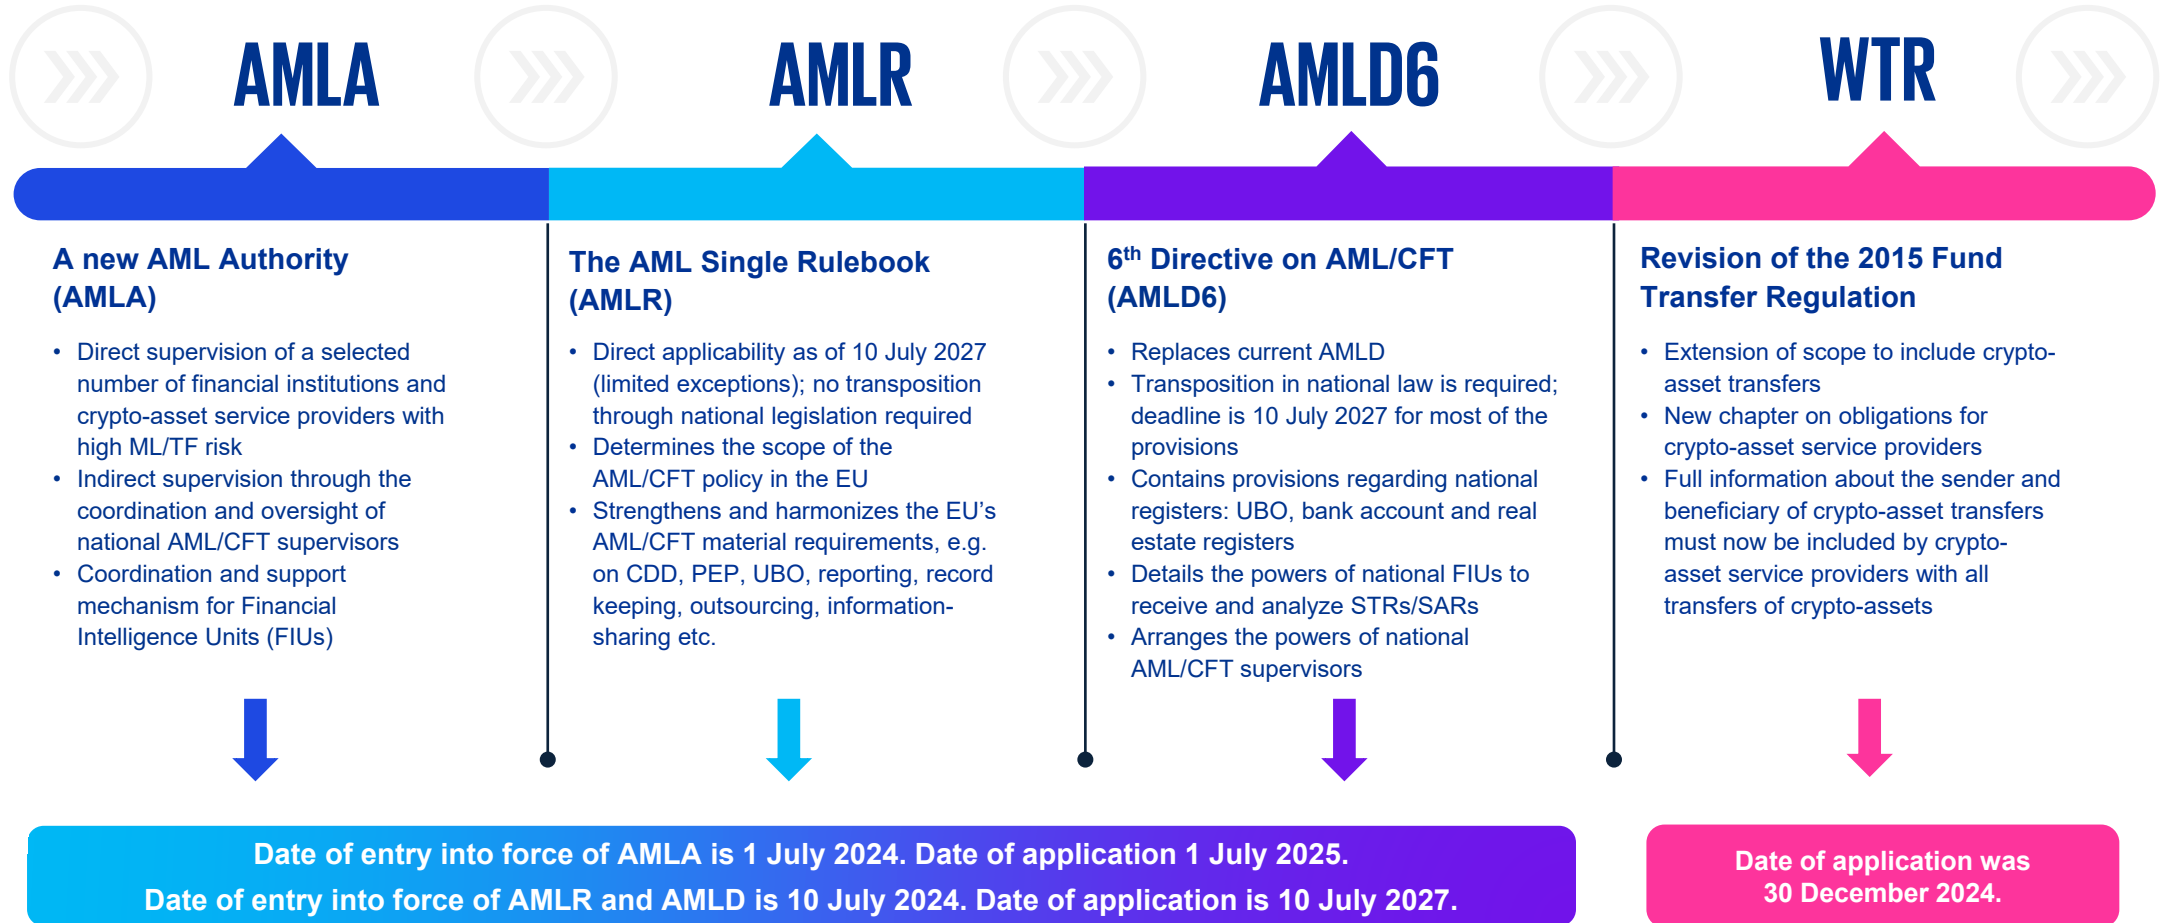 AMLA
AMLR
AMLD6
WTR
A new AML Authority
(AMLA)
• Direct supervision of a selected
number of financial institutions and
crypto-asset service providers with
high ML/TF risk
• Indirect supervision through the
coordination and oversight of
national AML/CFT supervisors
• Coordination and support
mechanism for Financial
Intelligence Units (FIUs)
The AML Single Rulebook
(AMLR)
• Direct applicability as of 10 July 2027
(limited exceptions); no transposition
through national legislation required
• Determines the scope of the
AML/CFT policy in the EU
• Strengthens and harmonizes the EU’s
AML/CFT material requirements, e.g.
on CDD, PEP, UBO, reporting, record
keeping, outsourcing, information-
sharing etc.
6th Directive on AML/CFT
(AMLD6)
• Replaces current AMLD
• Transposition in national law is required;
deadline is 10 July 2027 for most of the
provisions
• Contains provisions regarding national
registers: UBO, bank account and real
estate registers
• Details the powers of national FIUs to
receive and analyze STRs/SARs
• Arranges the powers of national
AML/CFT supervisors
Revision of the 2015 Fund
Transfer Regulation
• Extension of scope to include crypto-
asset transfers
• New chapter on obligations for
crypto-asset service providers
• Full information about the sender and
beneficiary of crypto-asset transfers
must now be included by crypto-
asset service providers with all
transfers of crypto-assets
Date of entry into force of AMLA is 1 July 2024. Date of application 1 July 2025.
Date of entry into force of AMLR and AMLD is 10 July 2024. Date of application is 10 July 2027.
Date of application was
30 December 2024.